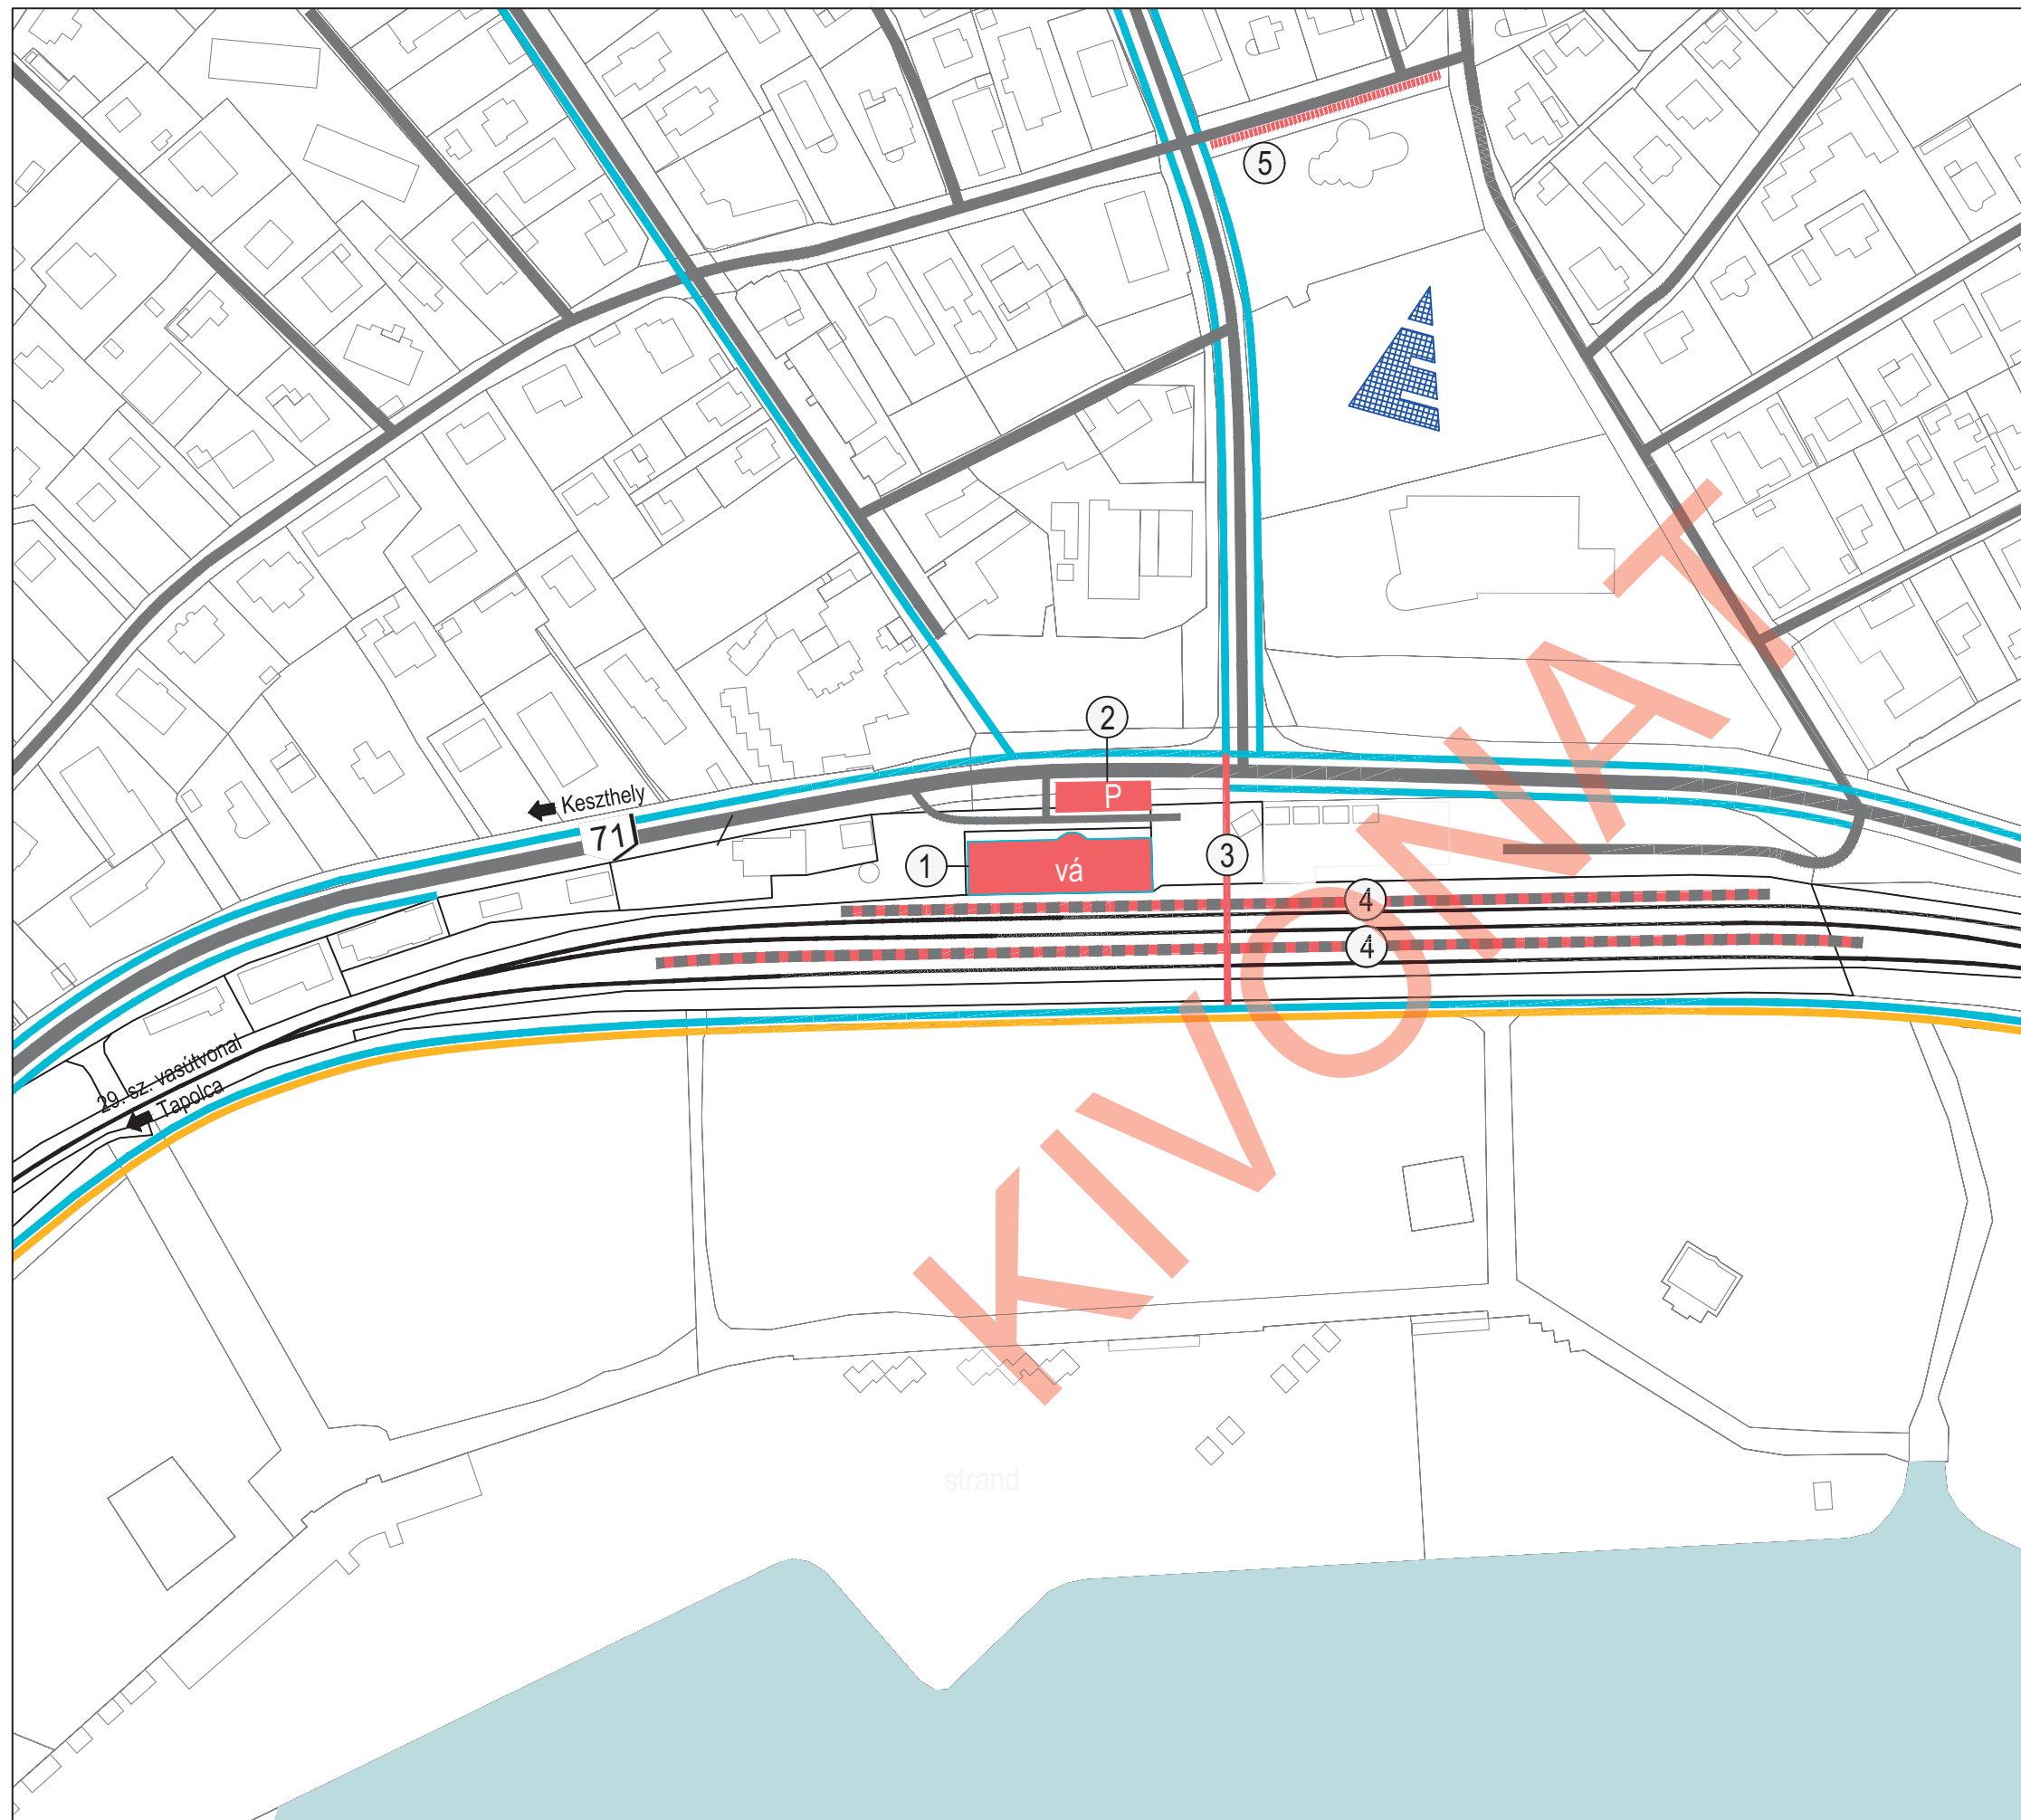 5
2
P
Keszthely
71
1
vá
3
4
4
29. sz. vasútvonal
Tapolca
KIVONAT
strand